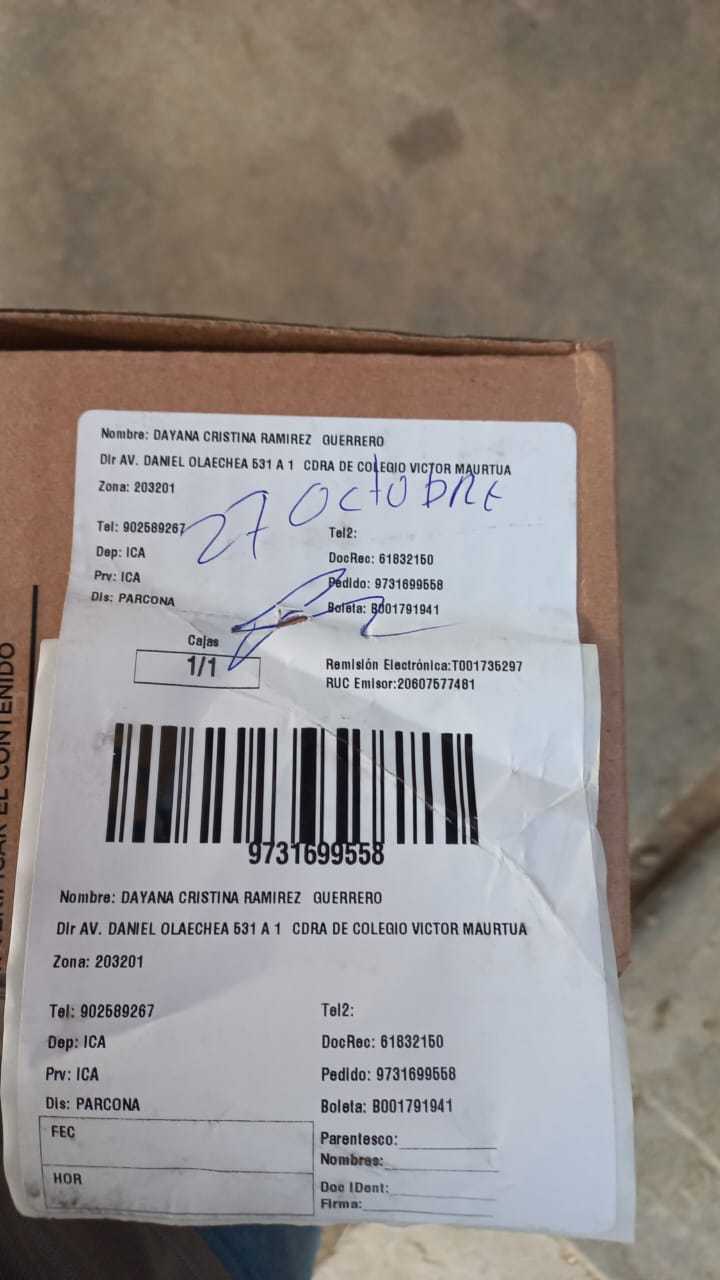 Nombre: DAYANA CRISTINA RAMIREZ GUERRERO
Dir AV. DANIEL OLAECHEA 531 A 1 CDRA DE COLEGIO VICTOR MAURTUA
Zona: 203201
27 OCTUBRE
Tel: 902589267 Tel2:
Dep: ICA DocRec: 61832150
Prv: ICA Pedido: 9731699558
Dis: PARCONA Boleta: B001791941
Cajas
1/1
Remisión Electrónica:T001735297
RUC Emisor:20607577481
9731699558
Nombre: DAYANA CRISTINA RAMIREZ GUERRERO
Dir AV. DANIEL OLAECHEA 531 A 1 CDRA DE COLEGIO VICTOR MAURTUA
Zona: 203201
Tel: 902589267 Tel2:
Dep: ICA DocRec: 61832150
Prv: ICA Pedido: 9731699558
Dis: PARCONA Boleta: B001791941
FEC Parentesco:
Nombres:
HOR Doc IDent:
Firma:
EL CONTENIDO